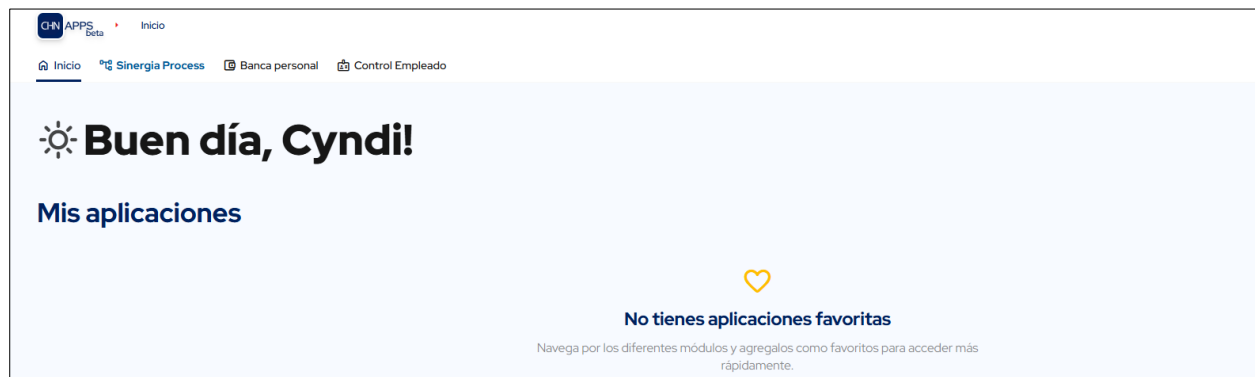 CHN APPS beta Inicio
Inicio Sinergia Process Banca personal Control Empleado
Buen día, Cyndi!
Mis aplicaciones
No tienes aplicaciones favoritas
Navega por los diferentes módulos y agregalos como favoritos para acceder más
rápidamente.